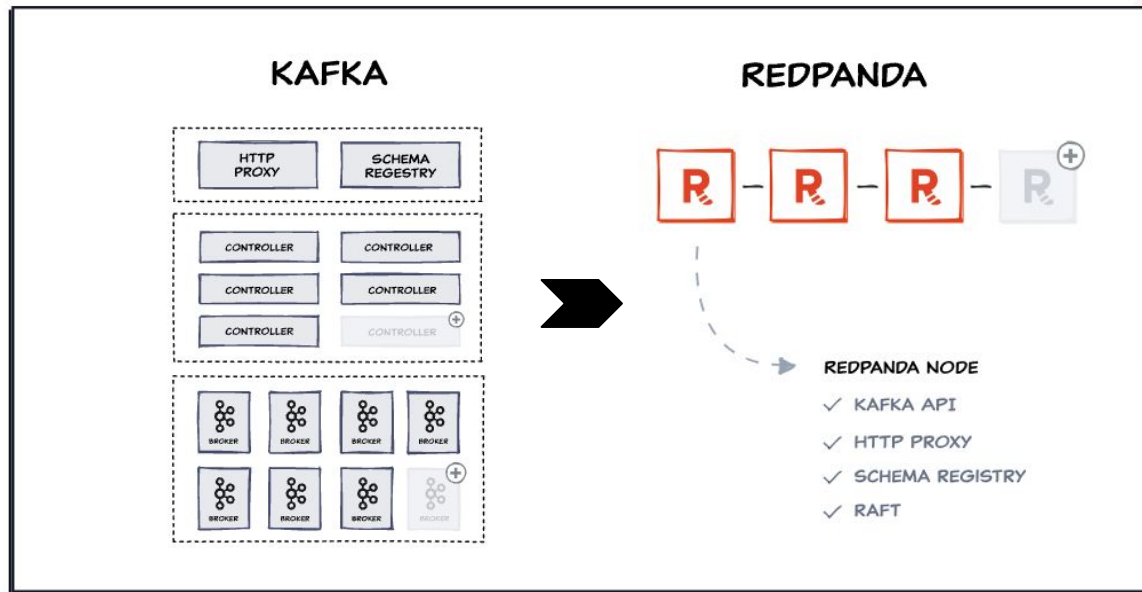 KAFKA
HTTP
PROXY
SCHEMA
REGESTRY
CONTROLLER
CONTROLLER
CONTROLLER
CONTROLLER
CONTROLLER
CONTROLLER
BROKER
BROKER
BROKER
BROKER
BROKER
BROKER
BROKER
BROKER
REDPANDA
R
R
R
R
REDPANDA NODE
✓ KAFKA API
✓ HTTP PROXY
✓ SCHEMA REGISTRY
✓ RAFT